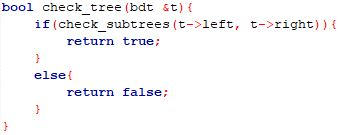 bool check_tree(bdt &t){
    if(check_subtrees(t->left, t->right)){
        return true;
    }
    else{
        return false;
    }
}